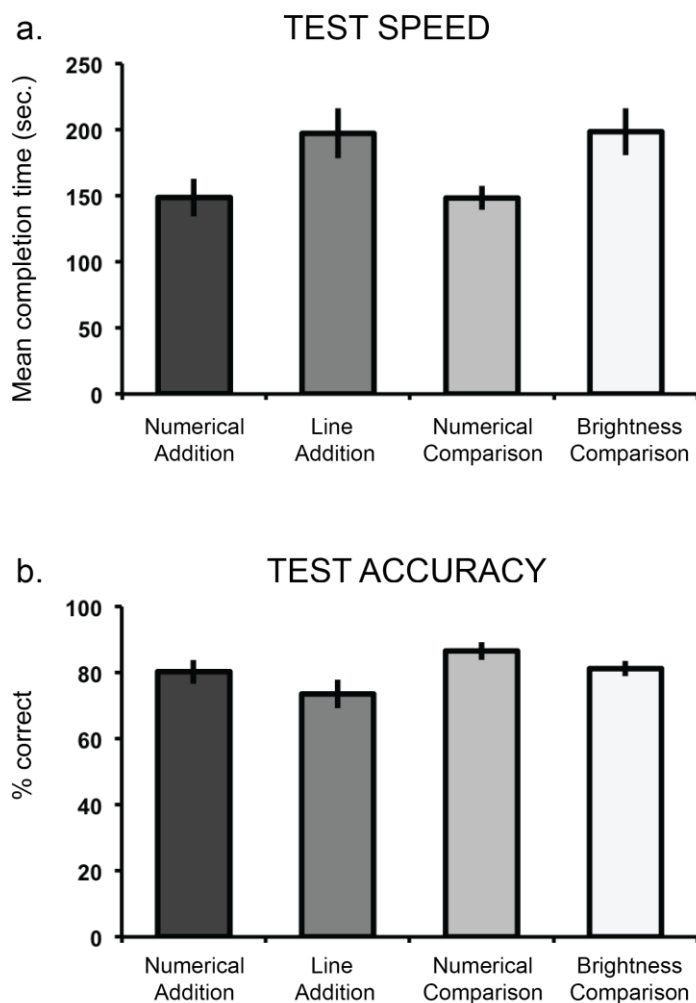 a.
TEST SPEED
Mean completion time (sec.)
250
200
150
100
50
0
Numerical
Addition
Line
Addition
Numerical
Comparison
Brightness
Comparison
b.
TEST ACCURACY
% correct
100
80
60
40
20
0
Numerical
Addition
Line
Addition
Numerical
Comparison
Brightness
Comparison